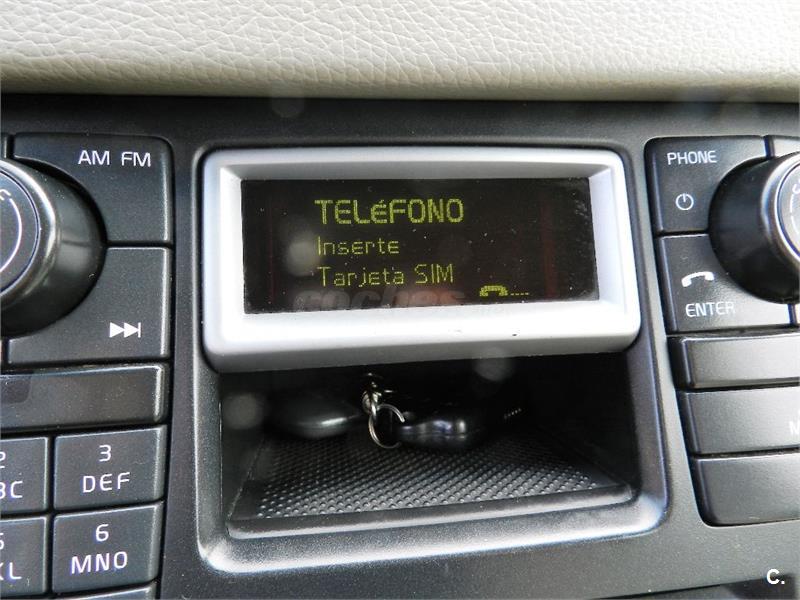 AM FM
PHONE
TELéFONO
Inserte
Tarjeta SIM
ENTER
3
DEF
6
MNO
C.